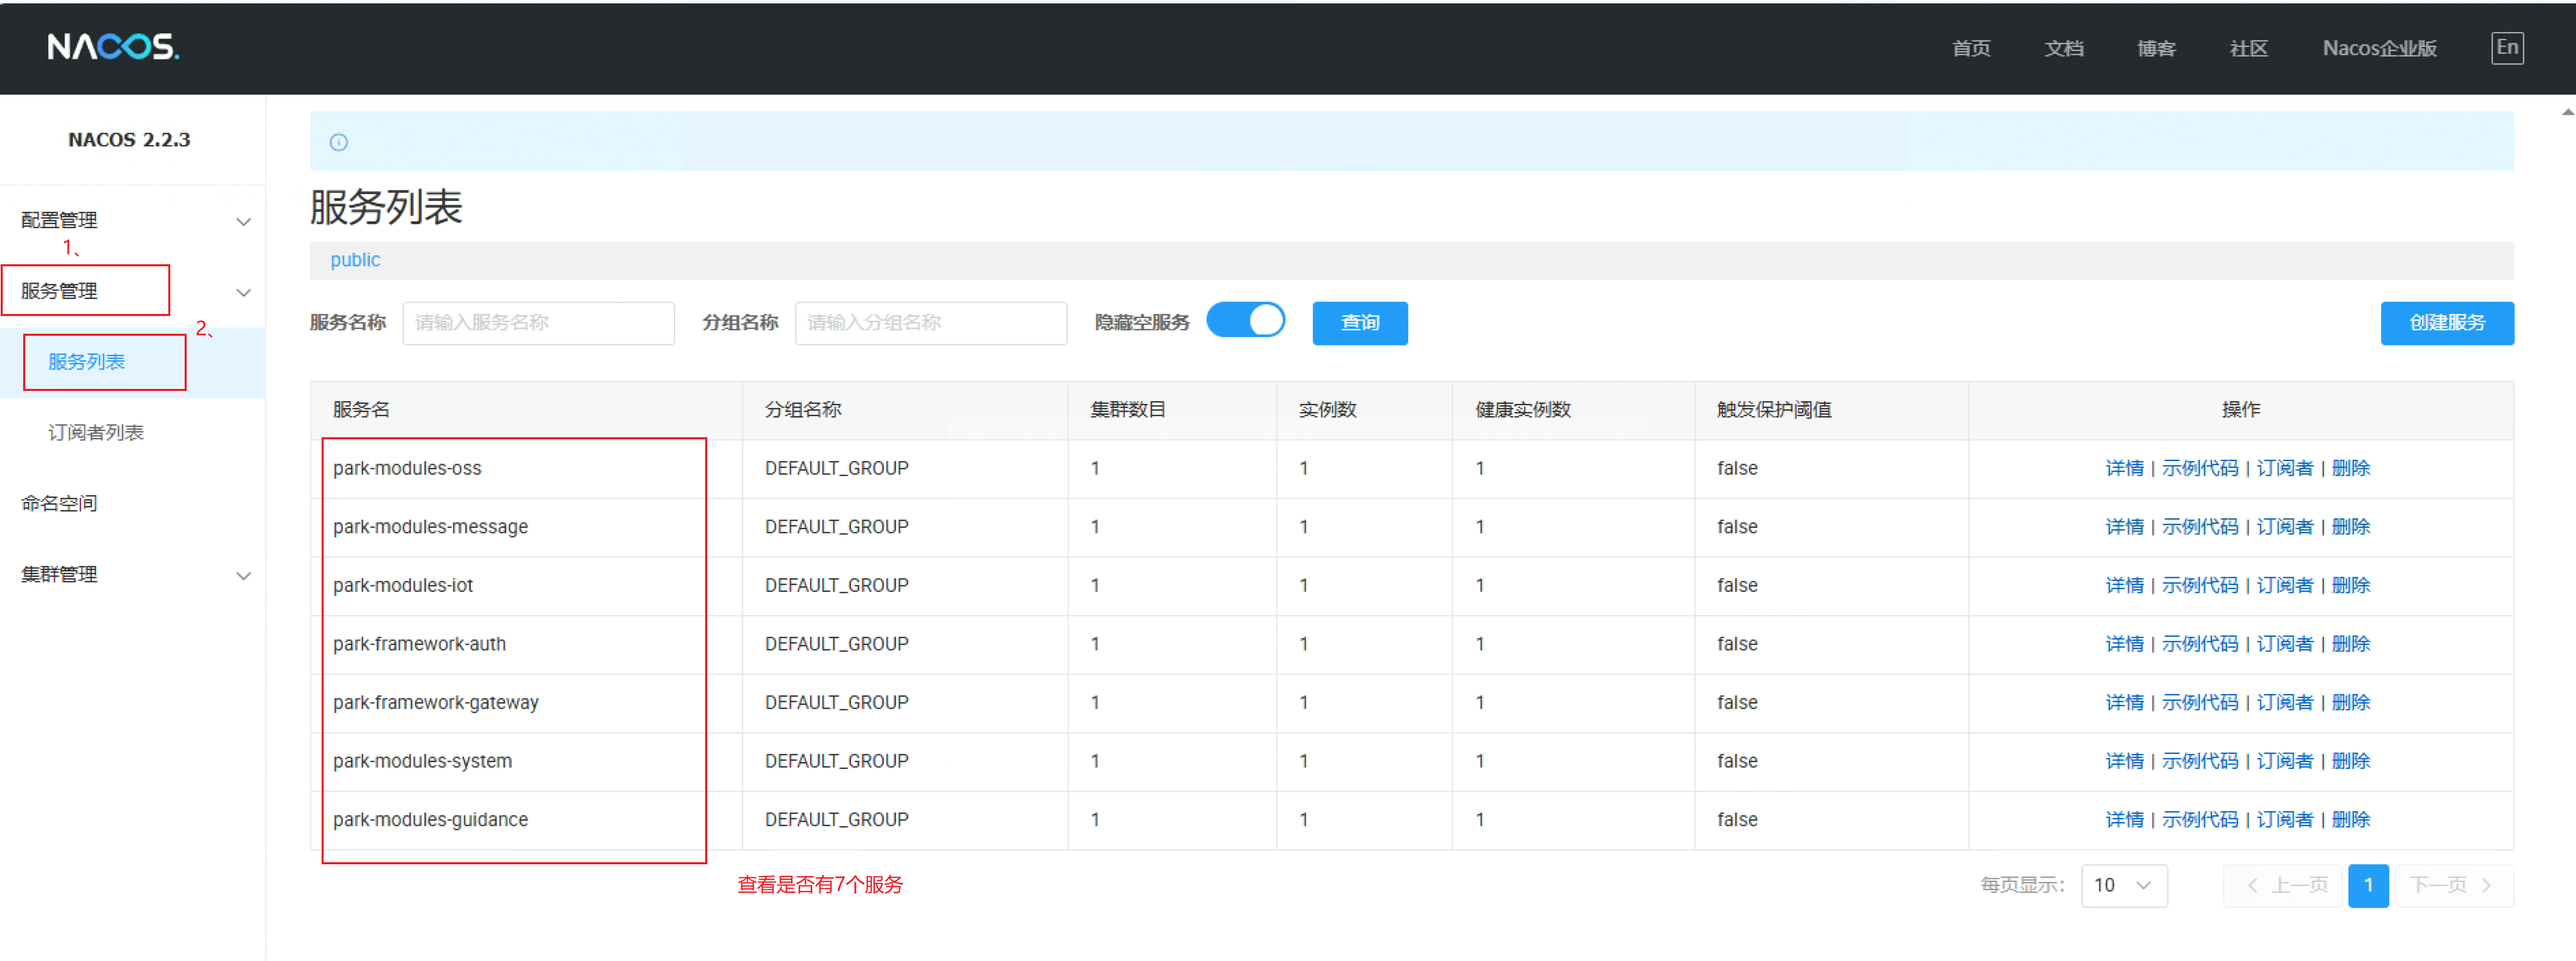 NACOS.
首页 文档 博客 社区 Nacos企业版 En
NACOS 2.2.3
配置管理
1、
服务管理
2、
服务列表
订阅者列表
命名空间
集群管理
服务列表
public
服务名称 请输入服务名称 分组名称 请输入分组名称 隐藏空服务 查询 创建服务
服务名 分组名称 集群数目 实例数 健康实例数 触发保护阈值 操作
park-modules-oss DEFAULT_GROUP 1 1 1 false 详情 | 示例代码 | 订阅者 | 删除
park-modules-message DEFAULT_GROUP 1 1 1 false 详情 | 示例代码 | 订阅者 | 删除
park-modules-iot DEFAULT_GROUP 1 1 1 false 详情 | 示例代码 | 订阅者 | 删除
park-framework-auth DEFAULT_GROUP 1 1 1 false 详情 | 示例代码 | 订阅者 | 删除
park-framework-gateway DEFAULT_GROUP 1 1 1 false 详情 | 示例代码 | 订阅者 | 删除
park-modules-system DEFAULT_GROUP 1 1 1 false 详情 | 示例代码 | 订阅者 | 删除
park-modules-guidance DEFAULT_GROUP 1 1 1 false 详情 | 示例代码 | 订阅者 | 删除
查看是否有7个服务
每页显示： 10 上一页 1 下一页